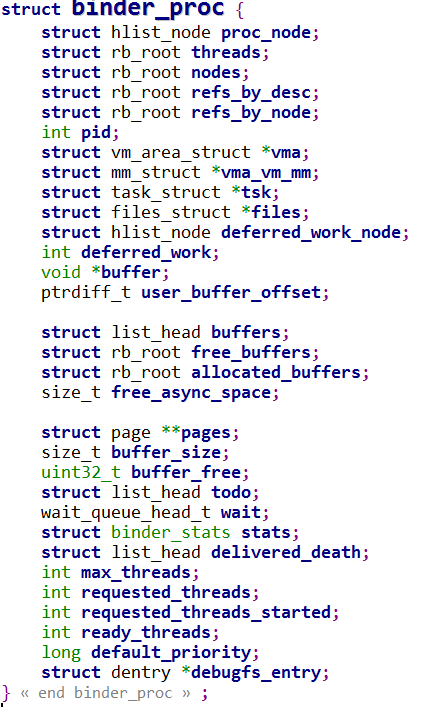 struct binder_proc {
    struct hlist_node proc_node;
    struct rb_root threads;
    struct rb_root nodes;
    struct rb_root refs_by_desc;
    struct rb_root refs_by_node;
    int pid;
    struct vm_area_struct *vma;
    struct mm_struct *vma_vm_mm;
    struct task_struct *tsk;
    struct files_struct *files;
    struct hlist_node deferred_work_node;
    int deferred_work;
    void *buffer;
    ptrdiff_t user_buffer_offset;

    struct list_head buffers;
    struct rb_root free_buffers;
    struct rb_root allocated_buffers;
    size_t free_async_space;

    struct page **pages;
    size_t buffer_size;
    uint32_t buffer_free;
    struct list_head todo;
    wait_queue_head_t wait;
    struct binder_stats stats;
    struct list_head delivered_death;
    int max_threads;
    int requested_threads;
    int requested_threads_started;
    int ready_threads;
    long default_priority;
    struct dentry *debugfs_entry;
} « end binder_proc » ;